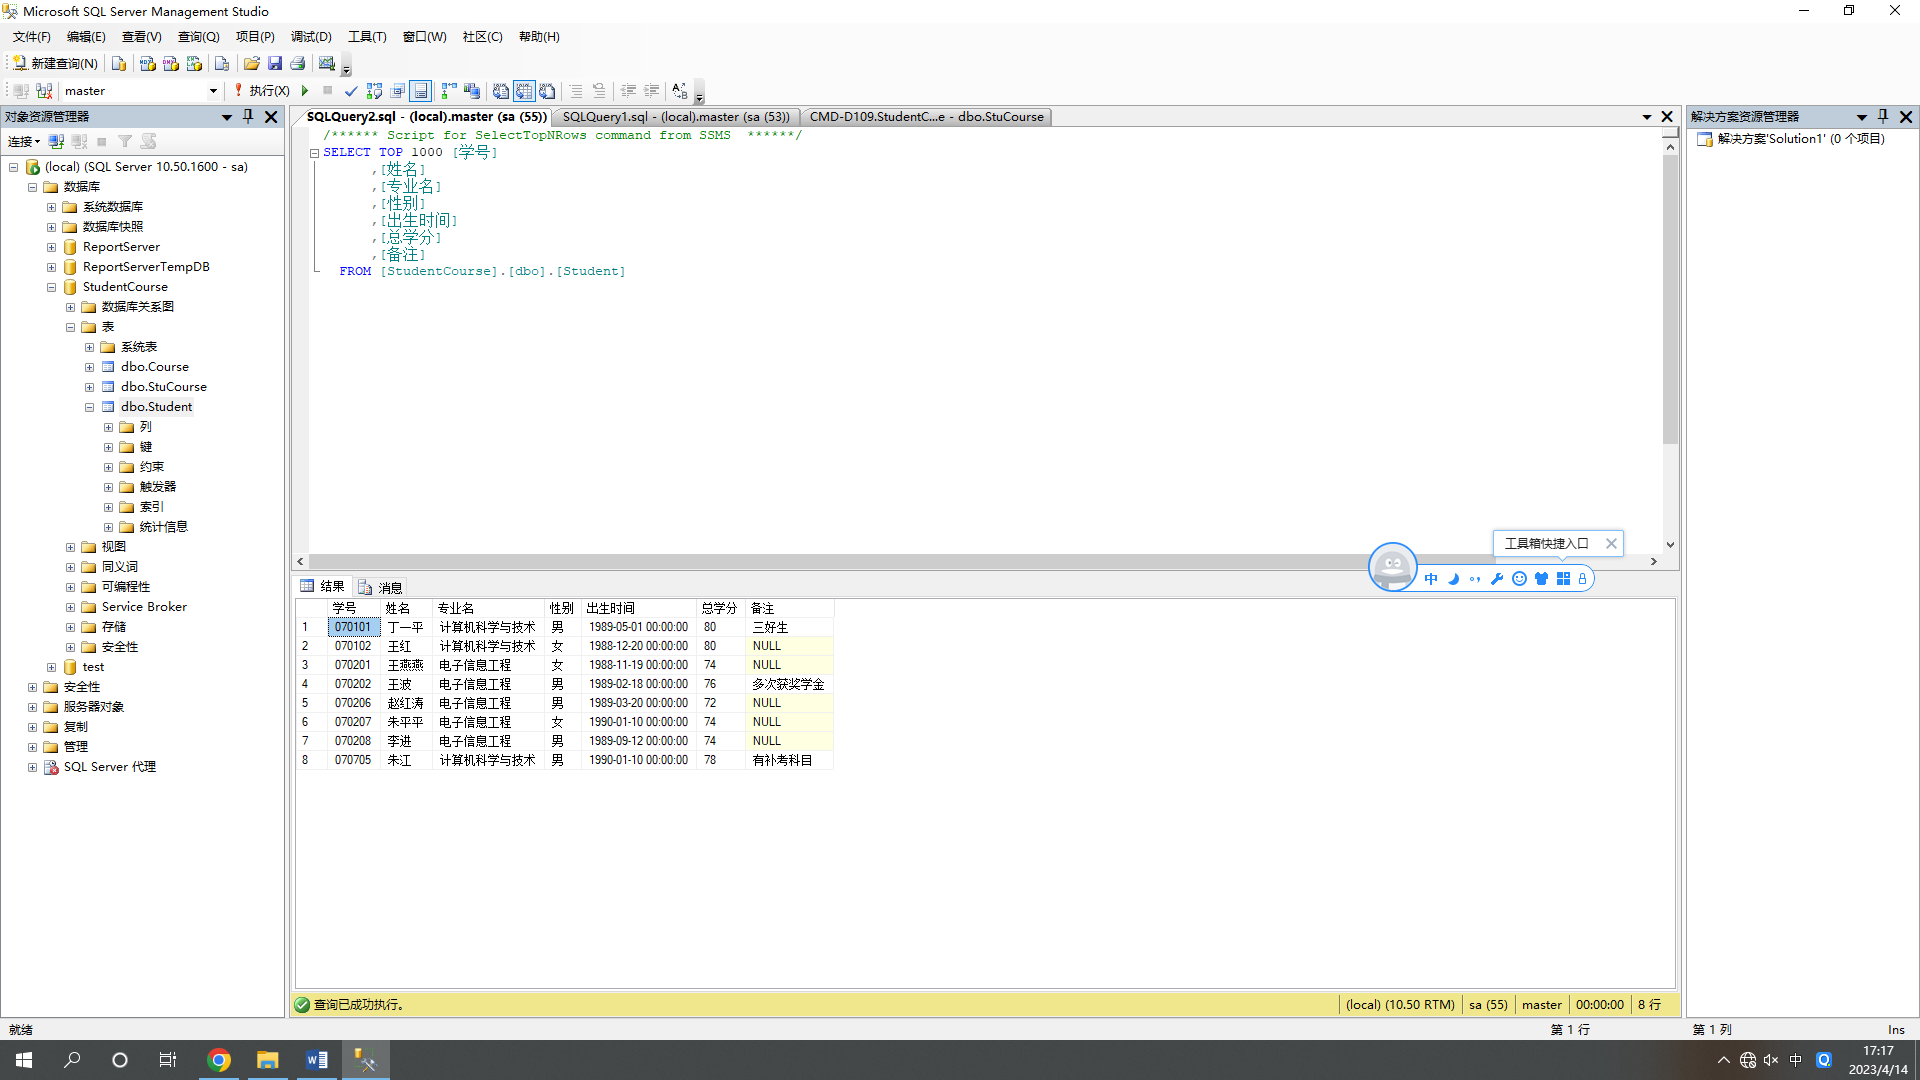 Microsoft SQL Server Management Studio
文件(F) 编辑(E) 查看(V) 查询(Q) 项目(P) 调试(D) 工具(T) 窗口(W) 社区(C) 帮助(H)
新建查询(N)
master 执行(X)
对象资源管理器
连接
(local) (SQL Server 10.50.1600 - sa)
数据库
系统数据库
数据库快照
ReportServer
ReportServerTempDB
StudentCourse
数据库关系图
表
系统表
dbo.Course
dbo.StuCourse
dbo.Student
列
键
约束
触发器
索引
统计信息
视图
同义词
可编程性
Service Broker
存储
安全性
test
安全性
服务器对象
复制
管理
SQL Server 代理
SQLQuery2.sql - (local).master (sa (55)) SQLQuery1.sql - (local).master (sa (53)) CMD-D109.StudentC...e - dbo.StuCourse
/****** Script for SelectTopNRows command from SSMS ******/
SELECT TOP 1000 [学号]
,[姓名]
,[专业名]
,[性别]
,[出生时间]
,[总学分]
,[备注]
FROM [StudentCourse].[dbo].[Student]
工具箱快捷入口
中
结果 消息
学号 姓名 专业名 性别 出生时间 总学分 备注
1 070101 丁一平 计算机科学与技术 男 1989-05-01 00:00:00 80 三好生
2 070102 王红 计算机科学与技术 女 1988-12-20 00:00:00 80 NULL
3 070201 王燕燕 电子信息工程 女 1988-11-19 00:00:00 74 NULL
4 070202 王波 电子信息工程 男 1989-02-18 00:00:00 76 多次获奖学金
5 070206 赵红涛 电子信息工程 男 1989-03-20 00:00:00 72 NULL
6 070207 朱平平 电子信息工程 女 1990-01-10 00:00:00 74 NULL
7 070208 李进 电子信息工程 男 1989-09-12 00:00:00 74 NULL
8 070705 朱江 计算机科学与技术 男 1990-01-10 00:00:00 78 有补考科目
查询已成功执行。 (local) (10.50 RTM) sa (55) master 00:00:00 8 行
解决方案资源管理器
解决方案'Solution1' (0 个项目)
就绪 第 1 行 第 1 列 Ins
中 17:17
2023/4/14